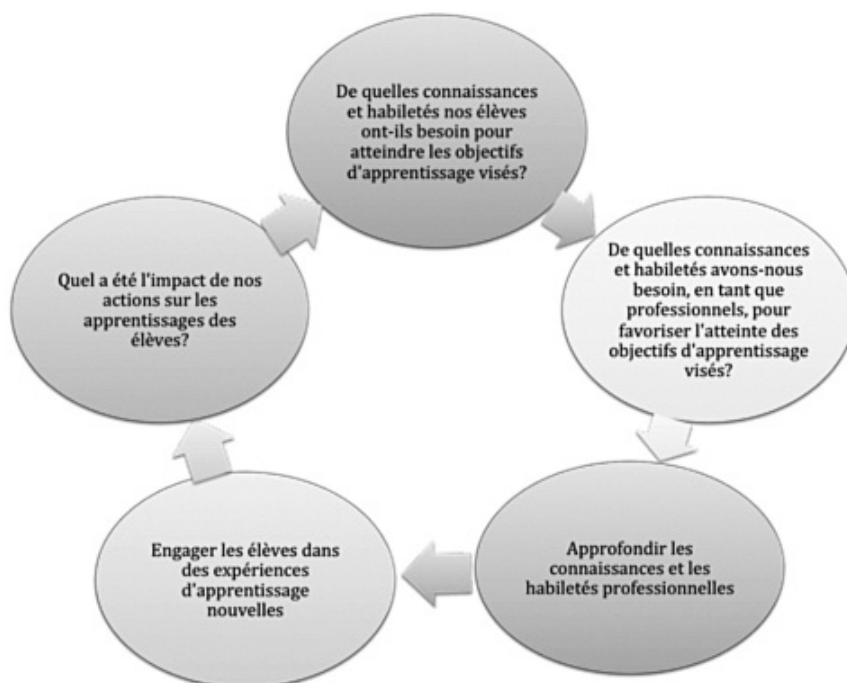 De quelles connaissances
et habiletés nos élèves
ont-ils besoin pour
atteindre les objectifs
d'apprentissage visés?
De quelles connaissances
et habiletés avons-nous
besoin, en tant que
professionnels, pour
favoriser l'atteinte des
objectifs d'apprentissage
visés?
Approfondir les
connaissances et les
habiletés professionnelles
Engager les élèves dans
des expériences
d'apprentissage
nouvelles
Quel a été l'impact de nos
actions sur les
apprentissages des
élèves?